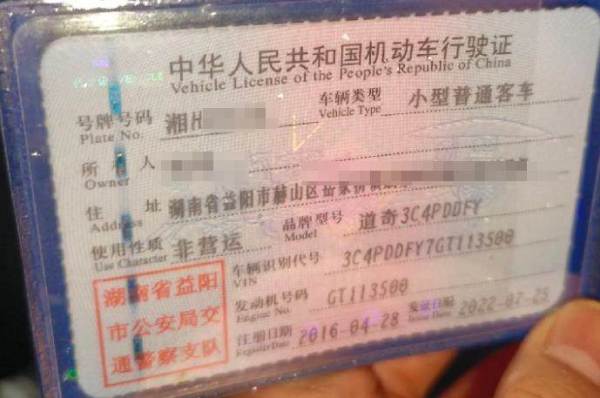 中华人民共和国机动车行驶证
Vehicle License of the People's Republic of China
号牌号码 湘H 车辆类型 小型普通客车
Plate No. Vehicle Type
所有人
Owner
住址 湖南省益阳市赫山区
Address
使用性质 非营运 品牌型号 道奇3C4PDDFY
Use Character Model
车辆识别代号 3C4PDDFY7GT113500
VIN
湖南省益阳
市公安局交
通警察支队
发动机号码 GT113500
Engine No.
注册日期 2016-04-28 发证日期 2022-07-25
Register Date Issue Date